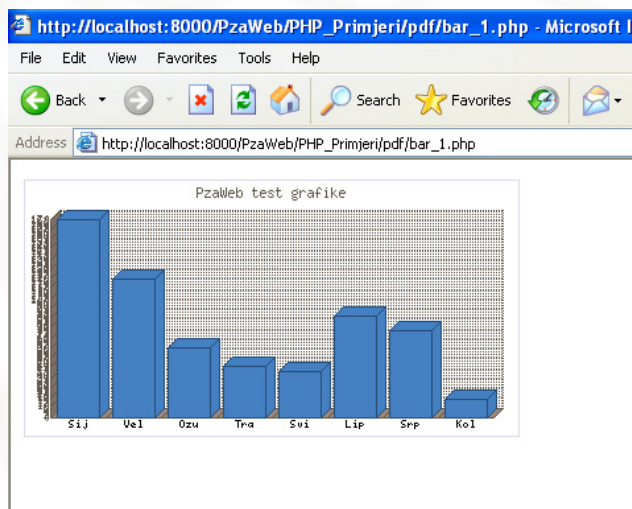 http://localhost:8000/PzaWeb/PHP_Primjeri/pdf/bar_1.php - Microsoft I
File Edit View Favorites Tools Help
Back Search Favorites
Address http://localhost:8000/PzaWeb/PHP_Primjeri/pdf/bar_1.php
PzaWeb test grafike
Sij Vel Ozu Tra Svi Lip Srp Kol